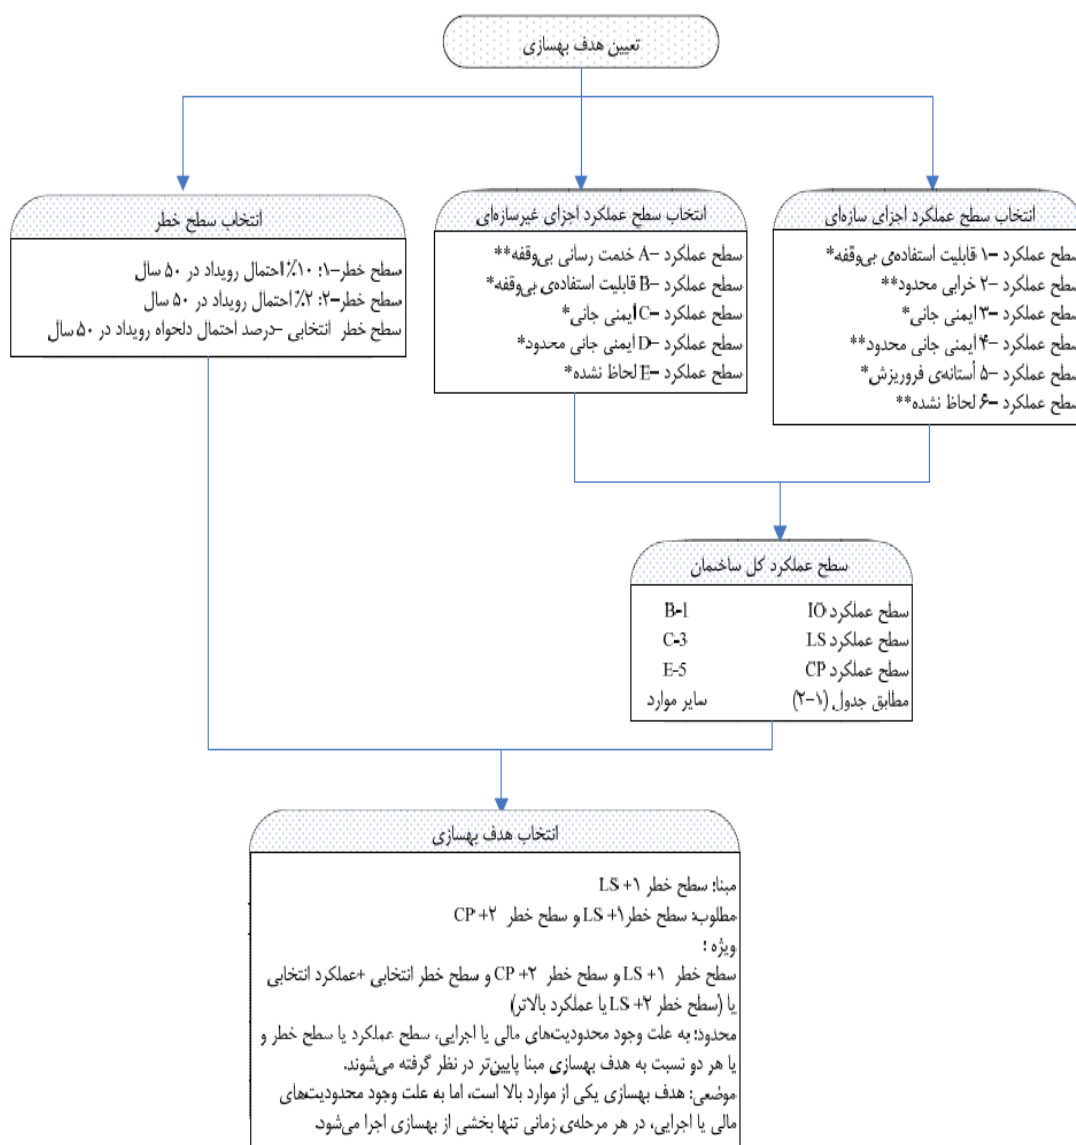 تعیین هدف بهسازی
انتخاب سطح عملکرد اجزای سازه‌ای
سطح عملکرد –۱ قابلیت استفاده‌ی بی‌وقفه*
سطح عملکرد –۲ خرابی محدود**
سطح عملکرد –۳ ایمنی جانی*
سطح عملکرد –۴ ایمنی جانی محدود**
سطح عملکرد –۵ آستانه‌ی فروریزش*
سطح عملکرد –۶ لحاظ نشده**
انتخاب سطح عملکرد اجزای غیرسازه‌ای
سطح عملکرد –A خدمت رسانی بی‌وقفه**
سطح عملکرد –B قابلیت استفاده‌ی بی‌وقفه*
سطح عملکرد –C ایمنی جانی*
سطح عملکرد –D ایمنی جانی محدود*
سطح عملکرد –E لحاظ نشده*
انتخاب سطح خطر
سطح خطر–۱: ۱۰٪ احتمال رویداد در ۵۰ سال
سطح خطر–۲: ۲٪ احتمال رویداد در ۵۰ سال
سطح خطر انتخابی –درصد احتمال دلخواه رویداد در ۵۰ سال
سطح عملکرد کل ساختمان
سطح عملکرد IO B-1
سطح عملکرد LS C-3
سطح عملکرد CP E-5
مطابق جدول (۱-۲) سایر موارد
انتخاب هدف بهسازی
مبنا: سطح خطر ۱+ LS
مطلوب: سطح خطر۱+ LS و سطح خطر ۲+ CP
ویژه :
سطح خطر ۱+ LS و سطح خطر ۲+ CP و سطح خطر انتخابی +عملکرد انتخابی
یا (سطح خطر ۲+ LS یا عملکرد بالاتر)
محدود: به علت وجود محدودیت‌های مالی یا اجرایی، سطح عملکرد یا سطح خطر و
یا هر دو نسبت به هدف بهسازی مبنا پایین‌تر در نظر گرفته می‌شوند.
موضعی: هدف بهسازی یکی از موارد بالا است، اما به علت وجود محدودیت‌های
مالی یا اجرایی، در هر مرحله‌ی زمانی تنها بخشی از بهسازی اجرا می‌شود.